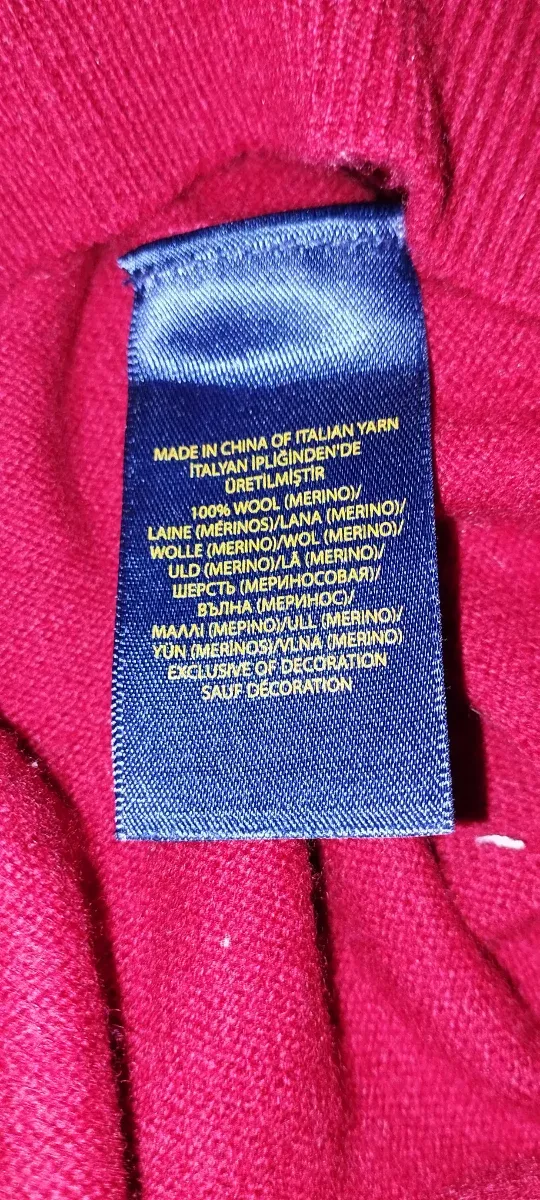 MADE IN CHINA OF ITALIAN YARN
İTALYAN İPLİĞİNDEN'DE
ÜRETİLMİŞTİR
100% WOOL (MERINO)/
LAINE (MÉRINOS)/LANA (MERINO)/
WOLLE (MERINO)/WOL (MERINO)/
ULD (MERINO)/LÃ (MERINO)/
ШЕРСТЬ (МЕРИНОСОВАЯ)/
ВЪЛНА (МЕРИНОС)/
ΜΑΛΛΙ (ΜΕΡΙΝΟ)/ULL (MERINO)/
YÜN (MERİNOS)/VLNA (MERINO)
EXCLUSIVE OF DECORATION
SAUF DÉCORATION